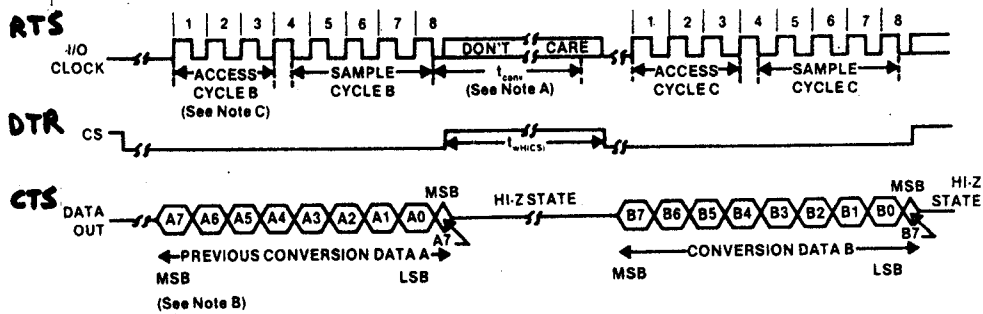 1 2 3 4 5 6 7 8 1 2 3 4 5 6 7 8
RTS
I/O CLOCK
DON'T CARE
ACCESS CYCLE B
(See Note C)
SAMPLE CYCLE B
tconv
(See Note A)
ACCESS CYCLE C
SAMPLE CYCLE C
DTR
CS
twH(CS)
CTS
DATA OUT
A7 A6 A5 A4 A3 A2 A1 A0
MSB
A7
HI-Z STATE
B7 B6 B5 B4 B3 B2 B1 B0
MSB
B7
HI-Z STATE
PREVIOUS CONVERSION DATA A
MSB
LSB
(See Note B)
CONVERSION DATA B
MSB
LSB